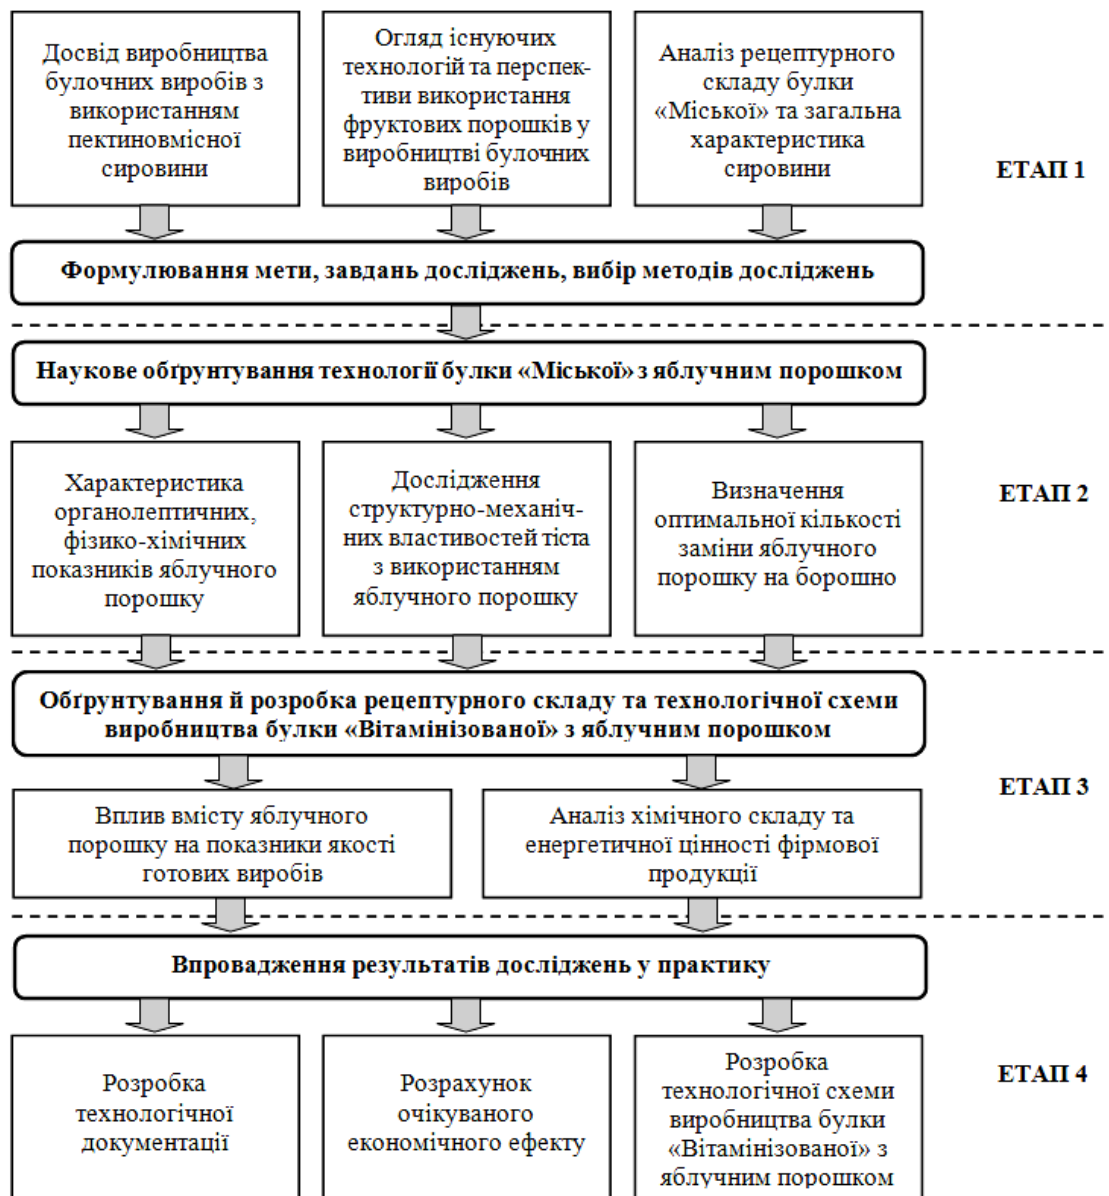 Досвід виробництва
булочних виробів з
використанням
пектиновмісної
сировини
Огляд існуючих
технологій та перспек-
тиви використання
фруктових порошків у
виробництві булочних
виробів
Аналіз рецептурного
складу булки
«Міської» та загальна
характеристика
сировини
ЕТАП 1
Формулювання мети, завдань досліджень, вибір методів досліджень
Наукове обґрунтування технології булки «Міської» з яблучним порошком
Характеристика
органолептичних,
фізико-хімічних
показників яблучного
порошку
Дослідження
структурно-механіч-
них властивостей тіста
з використанням
яблучного порошку
Визначення
оптимальної кількості
заміни яблучного
порошку на борошно
ЕТАП 2
Обґрунтування й розробка рецептурного складу та технологічної схеми
виробництва булки «Вітамінізованої» з яблучним порошком
Вплив вмісту яблучного
порошку на показники якості
готових виробів
Аналіз хімічного складу та
енергетичної цінності фірмової
продукції
ЕТАП 3
Впровадження результатів досліджень у практику
Розробка
технологічної
документації
Розрахунок
очікуваного
економічного ефекту
Розробка
технологічної схеми
виробництва булки
«Вітамінізованої» з
яблучним порошком
ЕТАП 4